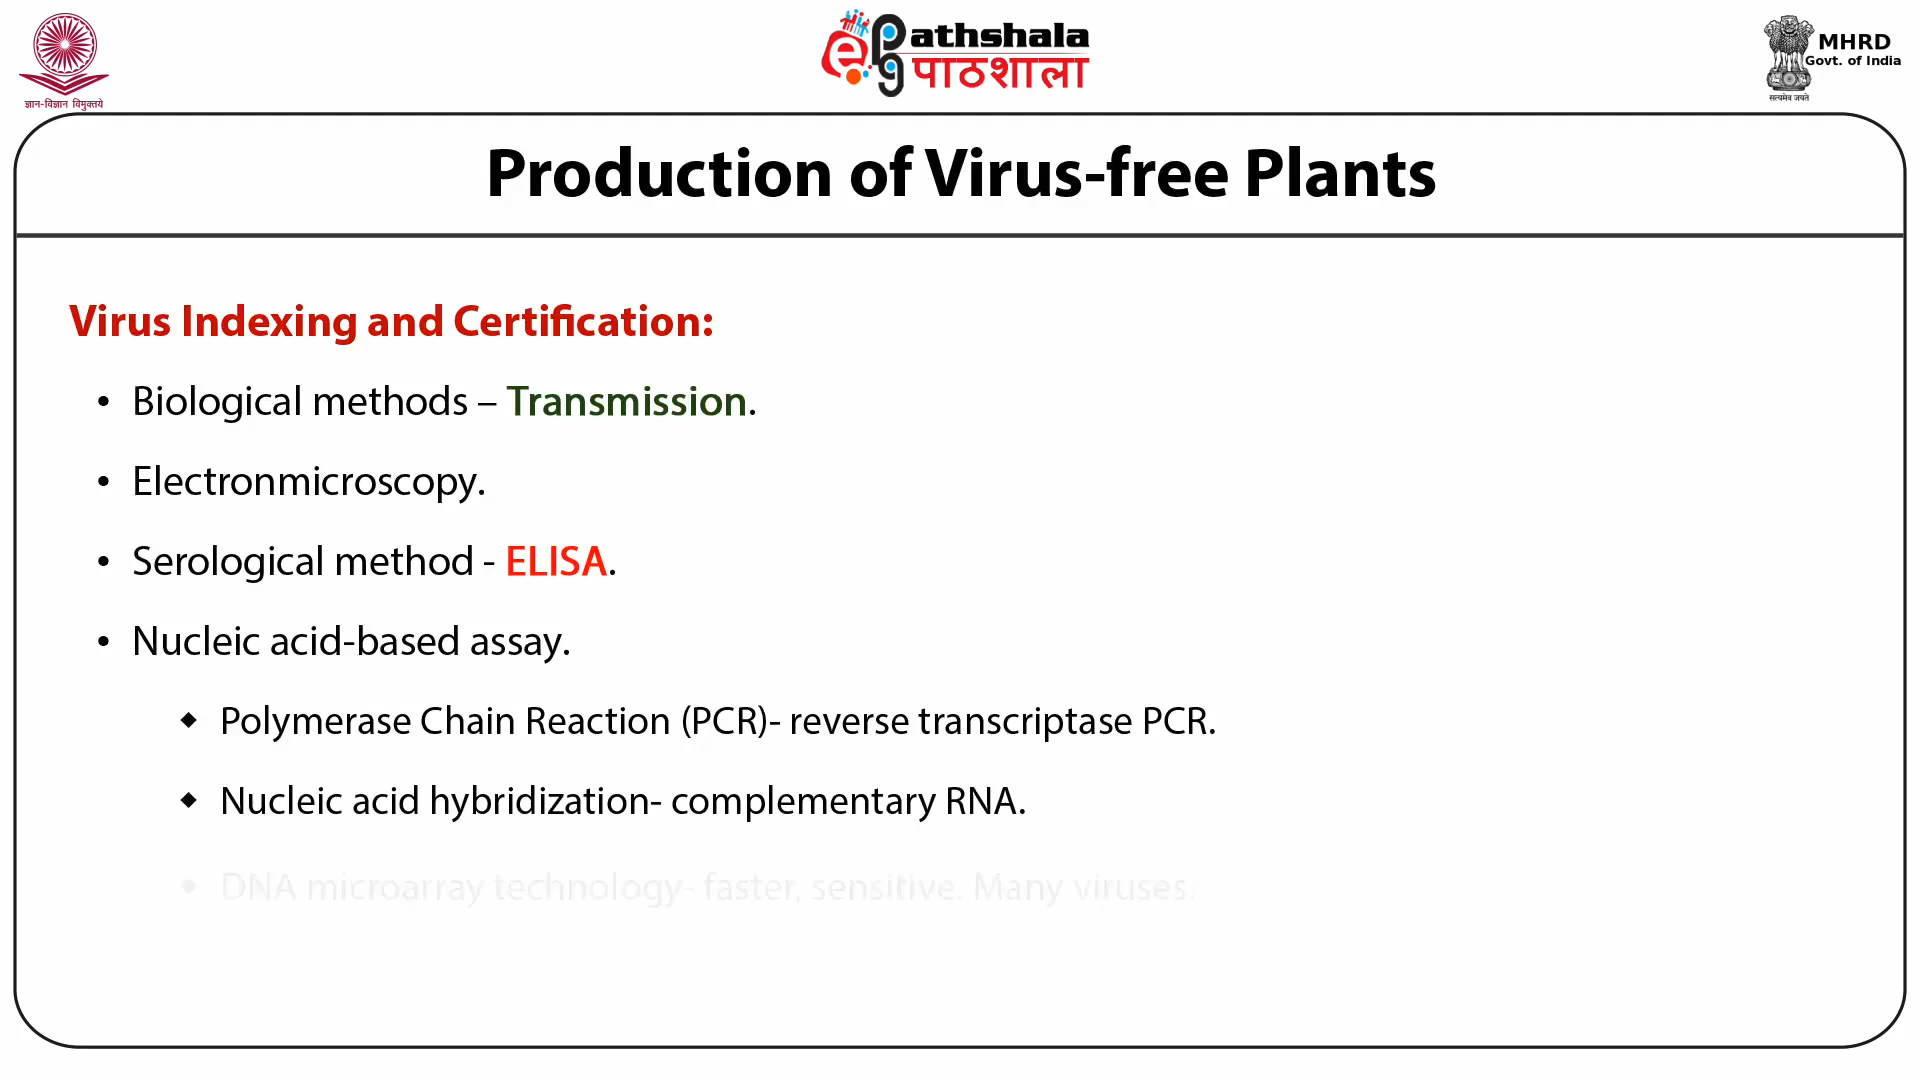 ज्ञान-विज्ञान विमुक्तये
e PG athshala
पाठशाला
MHRD
Govt. of India
सत्यमेव जयते
Production of Virus-free Plants
Virus Indexing and Certification:
• Biological methods – Transmission.
• Electronmicroscopy.
• Serological method - ELISA.
• Nucleic acid-based assay.
◆ Polymerase Chain Reaction (PCR)- reverse transcriptase PCR.
◆ Nucleic acid hybridization- complementary RNA.
◆ DNA microarray technology- faster, sensitive. Many viruses.